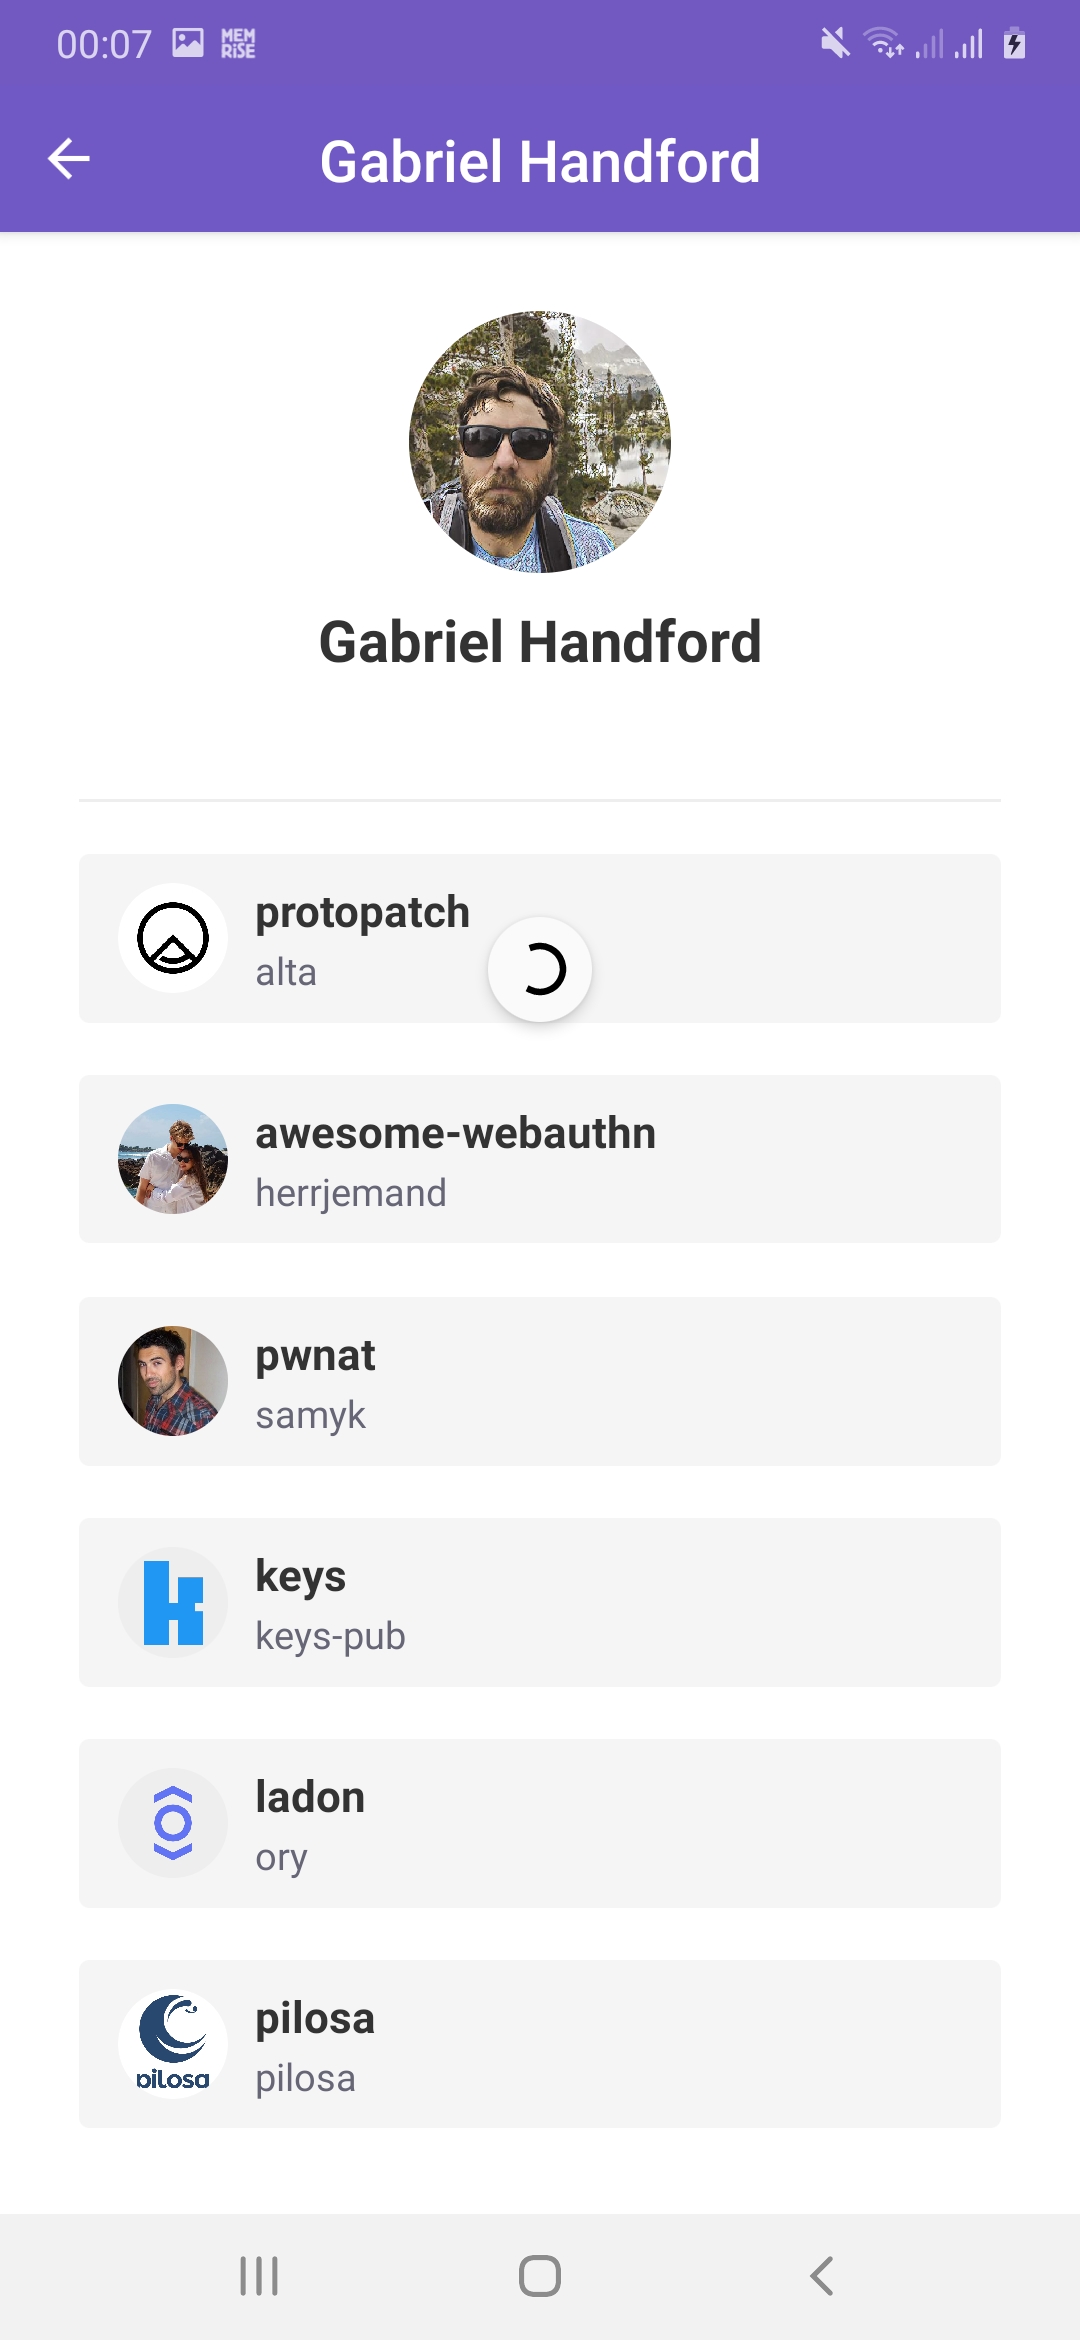 00:07 MEM
RiSE
Gabriel Handford
Gabriel Handford
protopatch
alta
awesome-webauthn
herrjemand
pwnat
samyk
keys
keys-pub
ladon
ory
pilosa
pilosa
pilosa